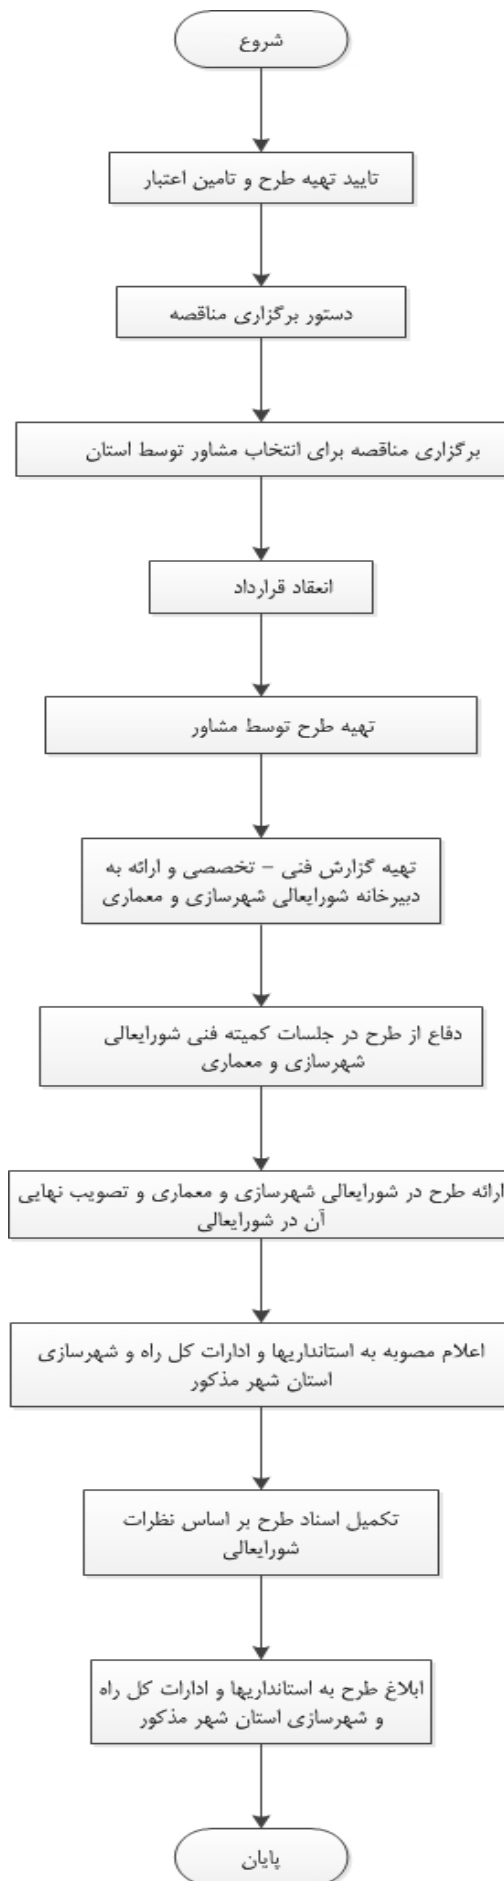 شروع
تایید تهیه طرح و تامین اعتبار
دستور برگزاری مناقصه
برگزاری مناقصه برای انتخاب مشاور توسط استان
انعقاد قرارداد
تهیه طرح توسط مشاور
تهیه گزارش فنی – تخصصی و ارائه به
دبیرخانه شورایعالی شهرسازی و معماری
دفاع از طرح در جلسات کمیته فنی شورایعالی
شهرسازی و معماری
ارائه طرح در شورایعالی شهرسازی و معماری و تصویب نهایی
آن در شورایعالی
اعلام مصوبه به استانداریها و ادارات کل راه و شهرسازی
استان شهر مذکور
تکمیل اسناد طرح بر اساس نظرات
شورایعالی
ابلاغ طرح به استانداریها و ادارات کل راه
و شهرسازی استان شهر مذکور
پایان